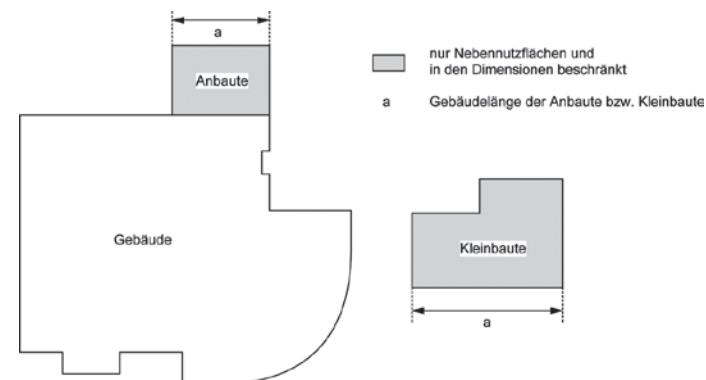 a
Anbaute
nur Nebennutzflächen und
in den Dimensionen beschränkt
a Gebäudelänge der Anbaute bzw. Kleinbaute
Gebäude
Kleinbaute
a